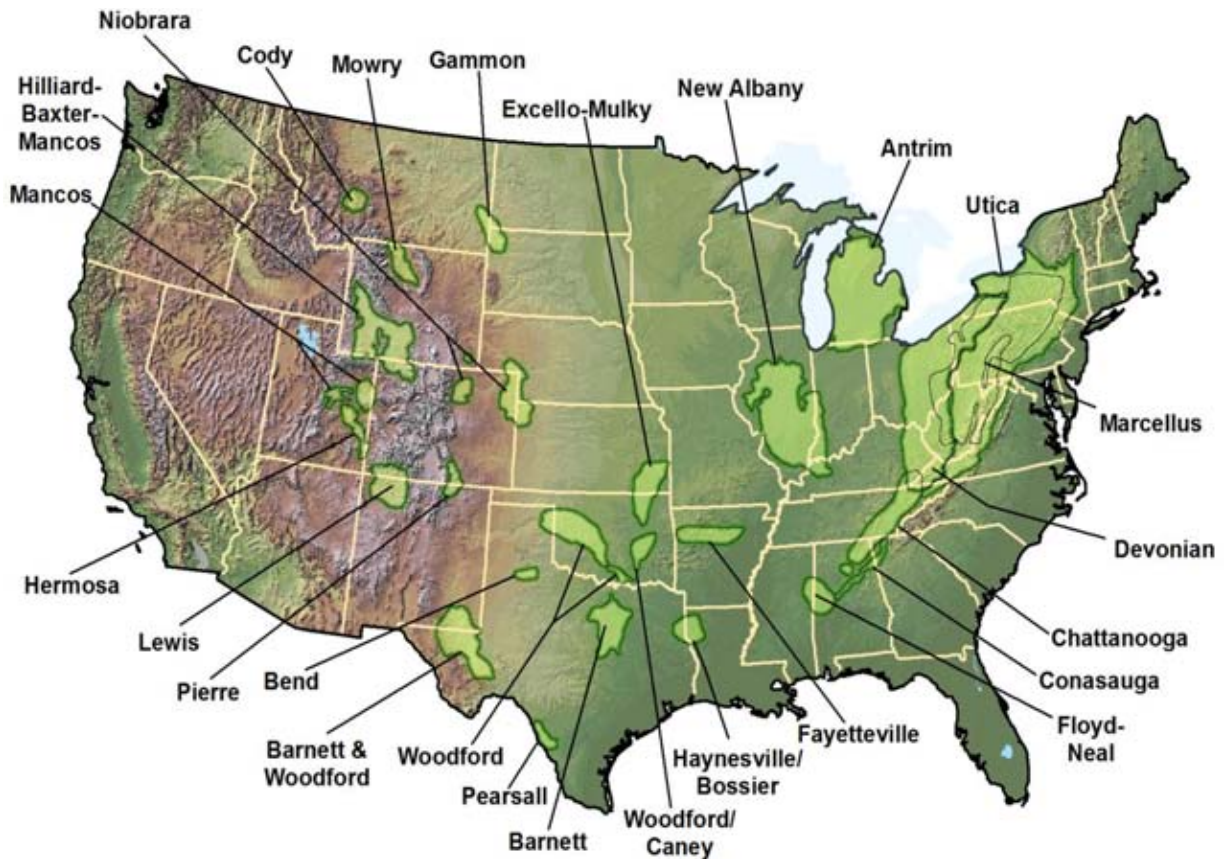 Niobrara
Cody
Mowry
Gammon
Hilliard-
Baxter-
Mancos
Excello-Mulky
New Albany
Antrim
Mancos
Utica
Marcellus
Devonian
Hermosa
Chattanooga
Lewis
Bend
Conasauga
Pierre
Fayetteville
Floyd-
Neal
Barnett &
Woodford
Woodford
Haynesville/
Bossier
Pearsall
Woodford/
Caney
Barnett